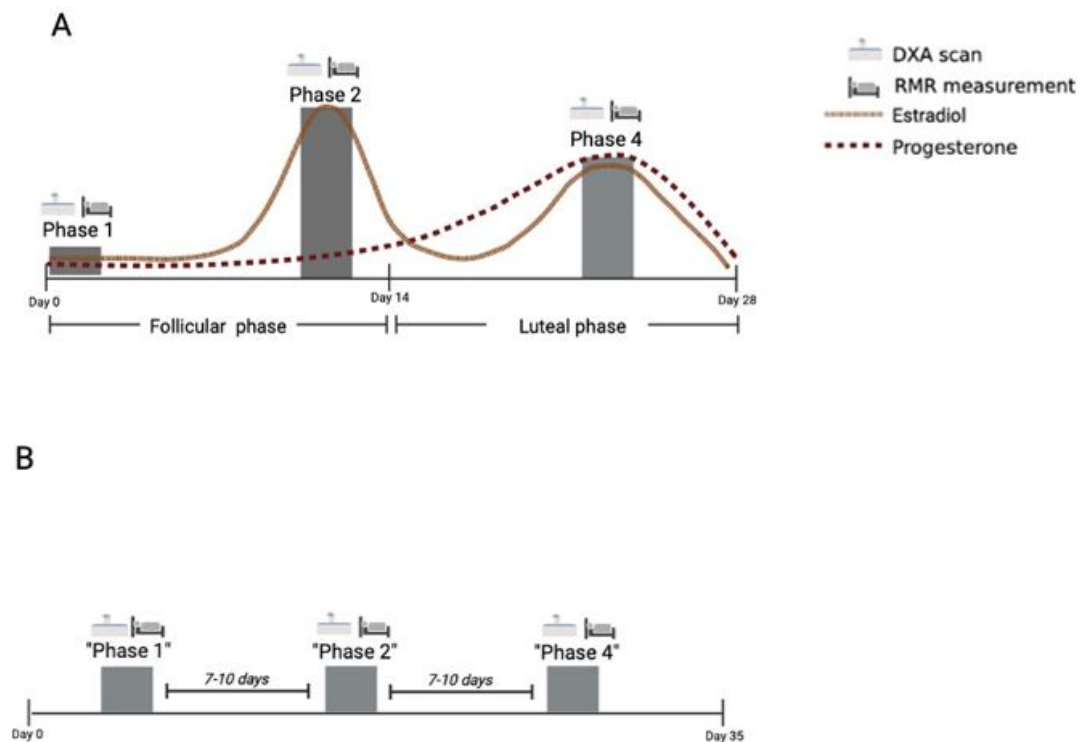 A
DXA scan
RMR measurement
Estradiol
Progesterone
Phase 2
Phase 4
Phase 1
Day 0
Day 14
Day 28
Follicular phase
Luteal phase
B
"Phase 1"
"Phase 2"
"Phase 4"
7-10 days
7-10 days
Day 0
Day 35